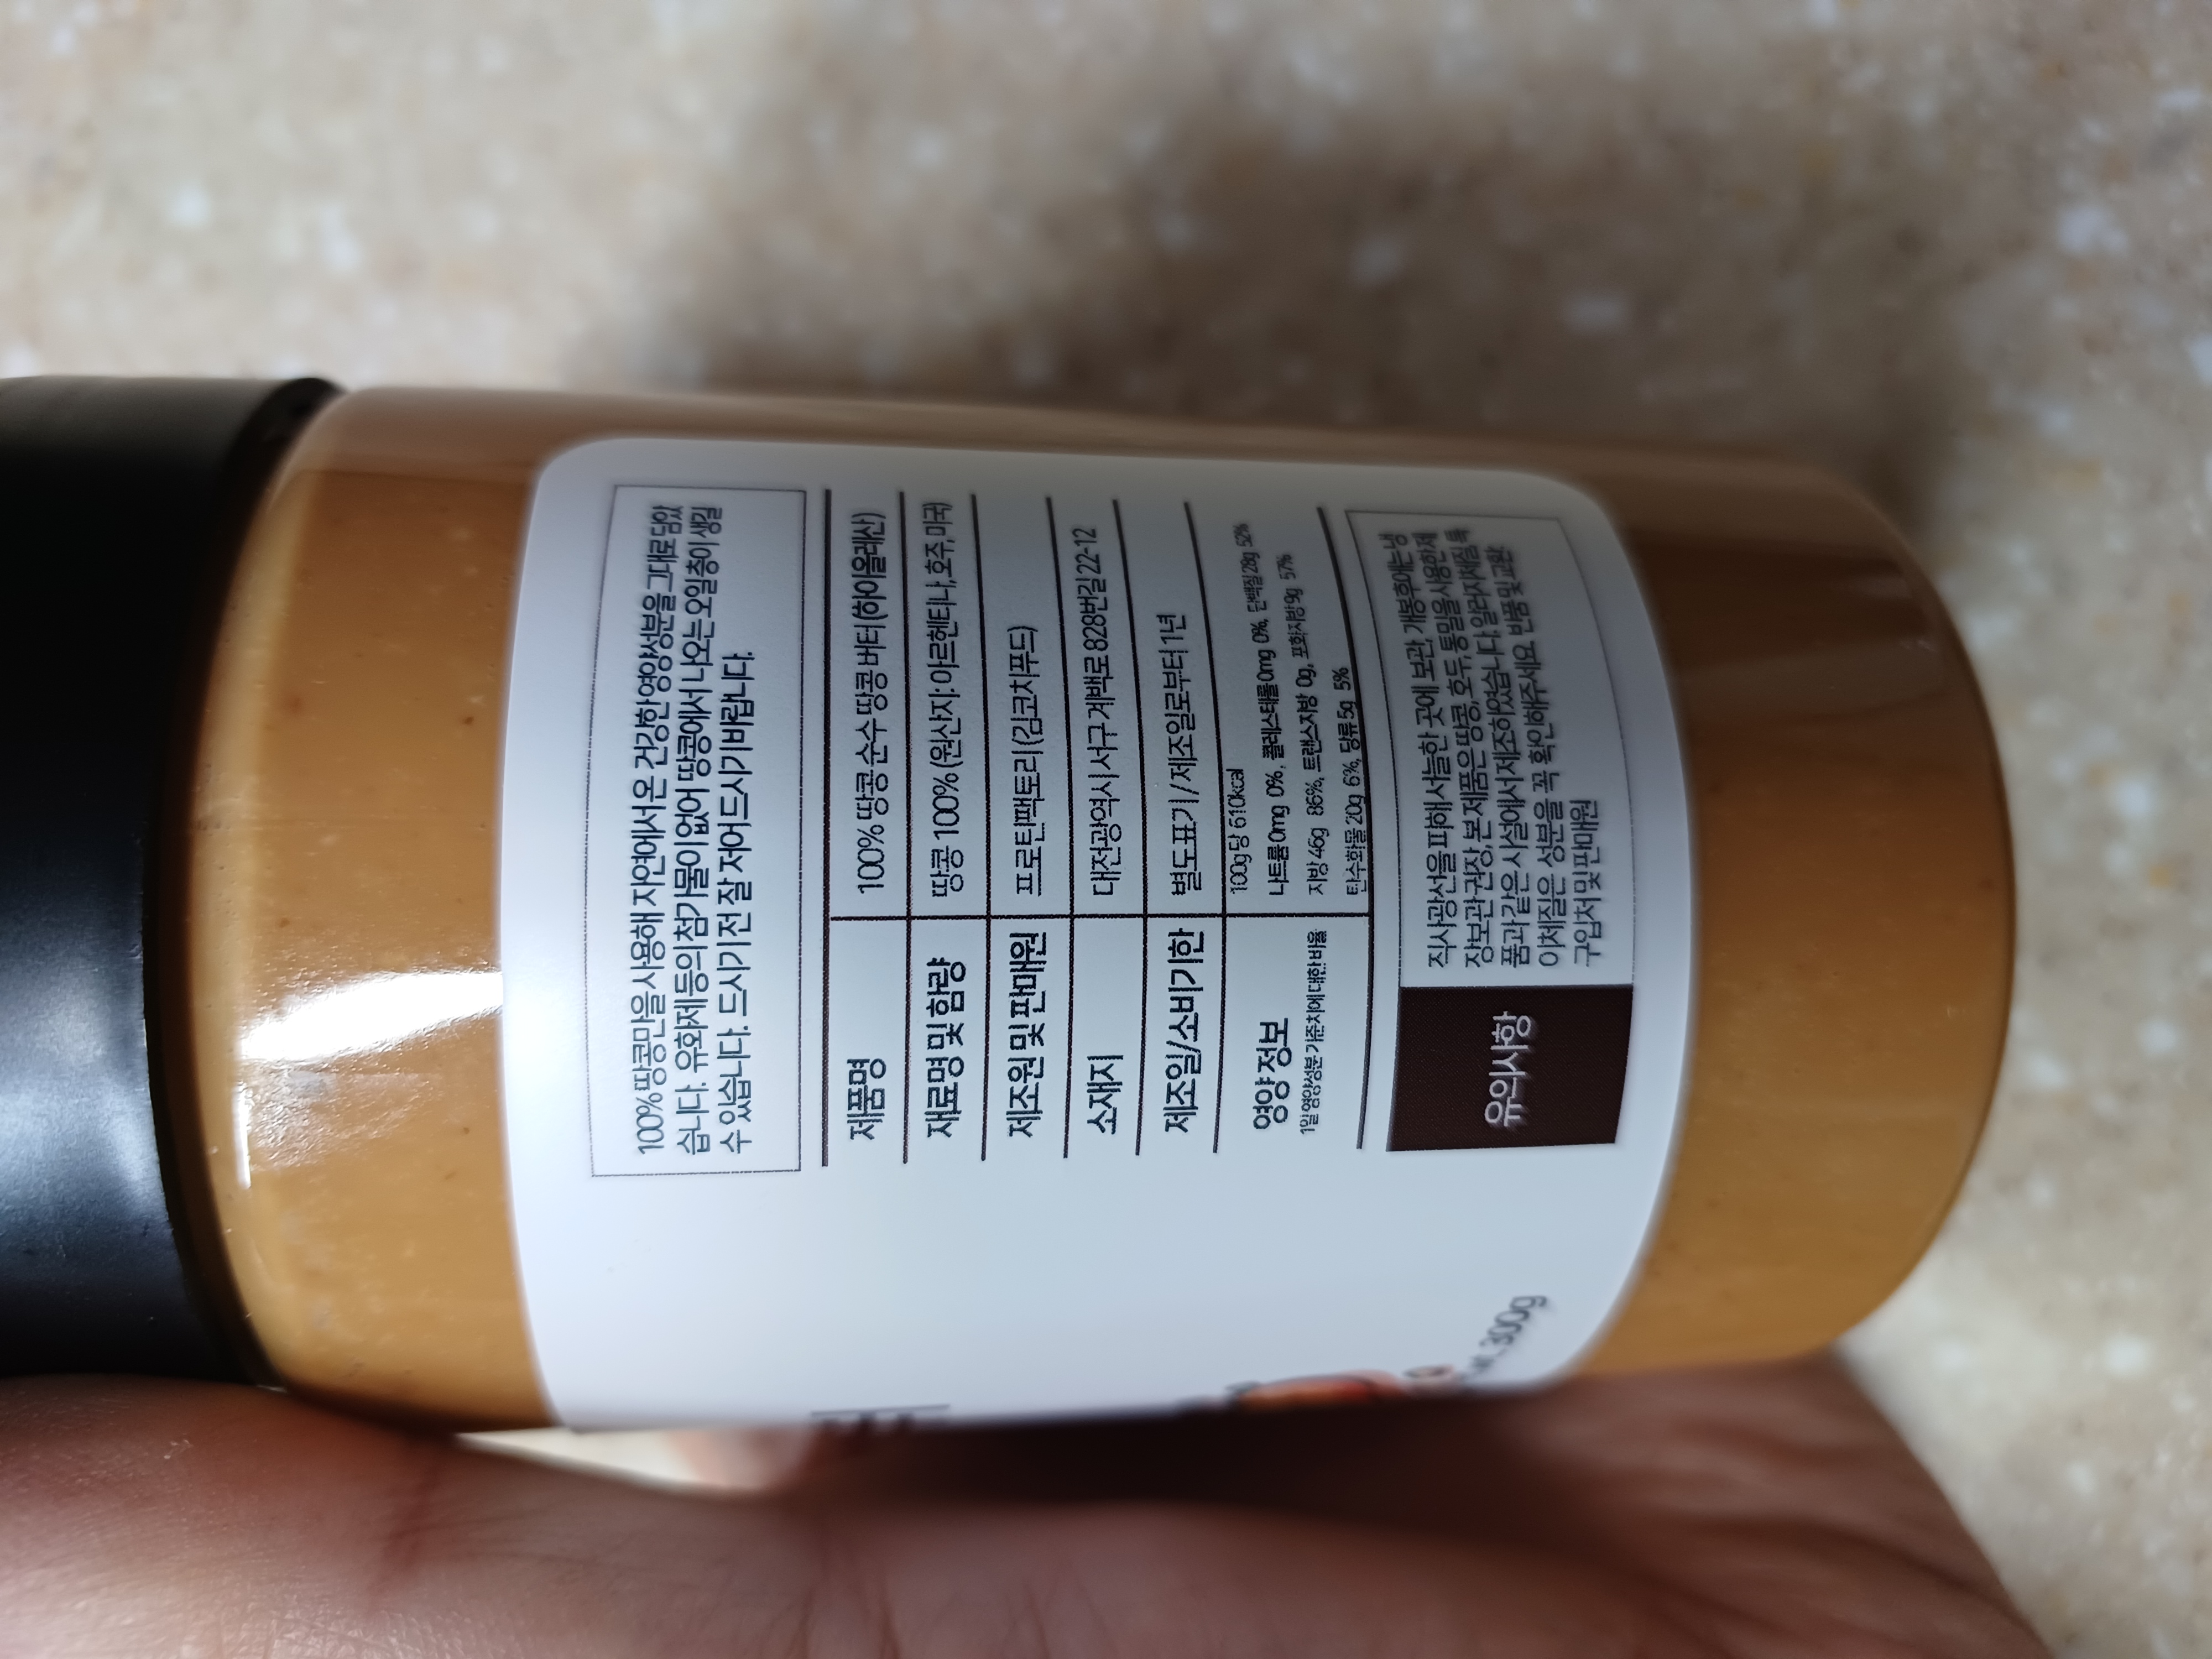 100% 땅콩만을 사용해 자연에서 온 건강한 영양성분을 그대로 담았
습니다. 유화제 등의 첨가물이 없어 땅콩에서 나오는 오일층이 생길
수 있습니다. 드시기 전 잘 저어 드시기 바랍니다.
제품명 100% 땅콩 순수 땅콩 버터 (하이올레산)
재료명 및 함량 땅콩 100% (원산지: 아르헨티나, 호주, 미국)
제조원 및 판매원 프로틴팩토리 (김코치푸드)
소재지 대전광역시 서구 계백로 828번길 22-12
제조일/소비기한 별도표기 / 제조일로부터 1년
영양 정보
1일 영양성분 기준치에 대한 비율
100g 당 610kcal
나트륨 0mg 0%, 콜레스테롤 0mg 0%, 단백질 28g 52%
지방 46g 86%, 트랜스지방 0g, 포화지방 9g 57%
탄수화물 20g 6%, 당류 5g 5%
유의사항
직사광선을 피해 서늘한 곳에 보관, 개봉후에는 냉
장보관 권장, 본 제품은 땅콩, 호두, 통밀을 사용한 제
품과 같은 시설에서 제조하였습니다. 알러지 체질, 특
이체질은 성분을 꼭 확인해주세요. 반품 및 교환:
구입처 및 판매원
300g